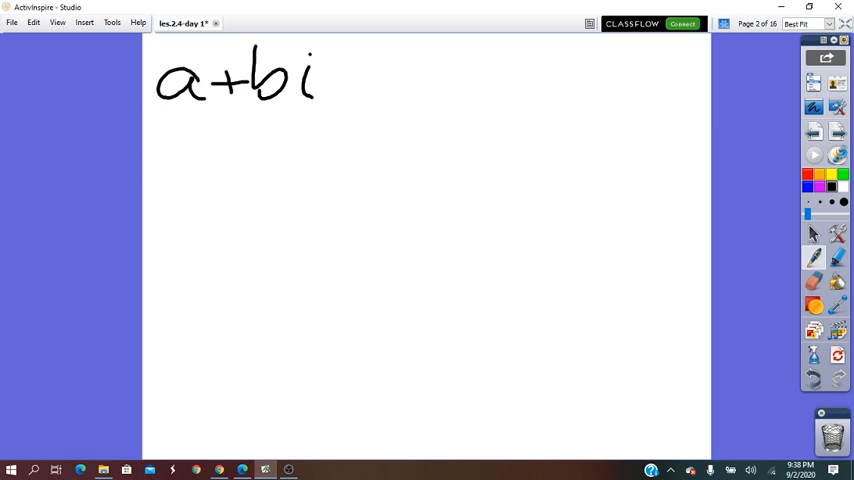 ActivInspire - Studio
File Edit View Insert Tools Help
les.2.4-day 1*
CLASSFLOW Connect
Page 2 of 16
Best Fit
a+bi
9:38 PM
9/2/2020